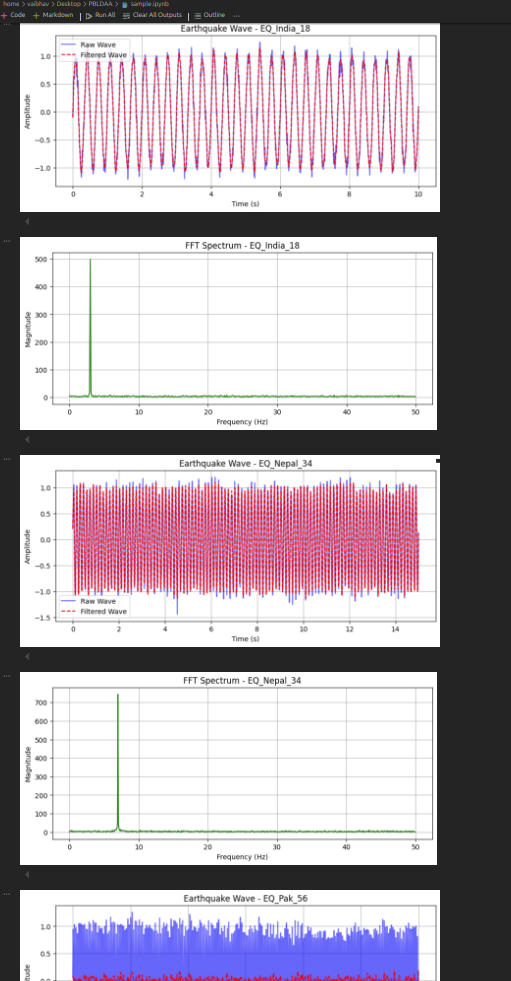 home > vaibhav > Desktop > PBLDAA > sample.ipynb
+ Code + Markdown | Run All Clear All Outputs | Outline ...
Earthquake Wave - EQ_India_18
Raw Wave
Filtered Wave
1.0
0.5
0.0
−0.5
−1.0
Amplitude
0 2 4 6 8 10
Time (s)
FFT Spectrum - EQ_India_18
500
400
300
200
100
0
Magnitude
0 10 20 30 40 50
Frequency (Hz)
Earthquake Wave - EQ_Nepal_34
1.0
0.5
0.0
−0.5
−1.0
−1.5
Amplitude
Raw Wave
Filtered Wave
0 2 4 6 8 10 12 14
Time (s)
FFT Spectrum - EQ_Nepal_34
700
600
500
400
300
200
100
0
Magnitude
0 10 20 30 40 50
Frequency (Hz)
Earthquake Wave - EQ_Pak_56
1.0
0.5
0.0